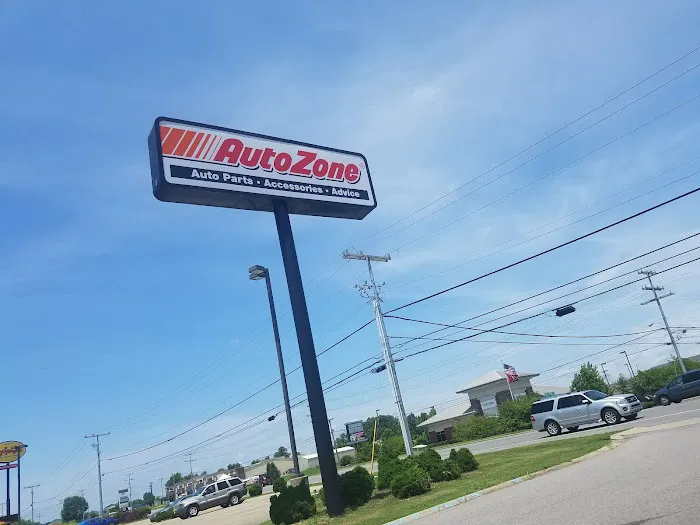 AutoZone
Auto Parts • Accessories • Advice